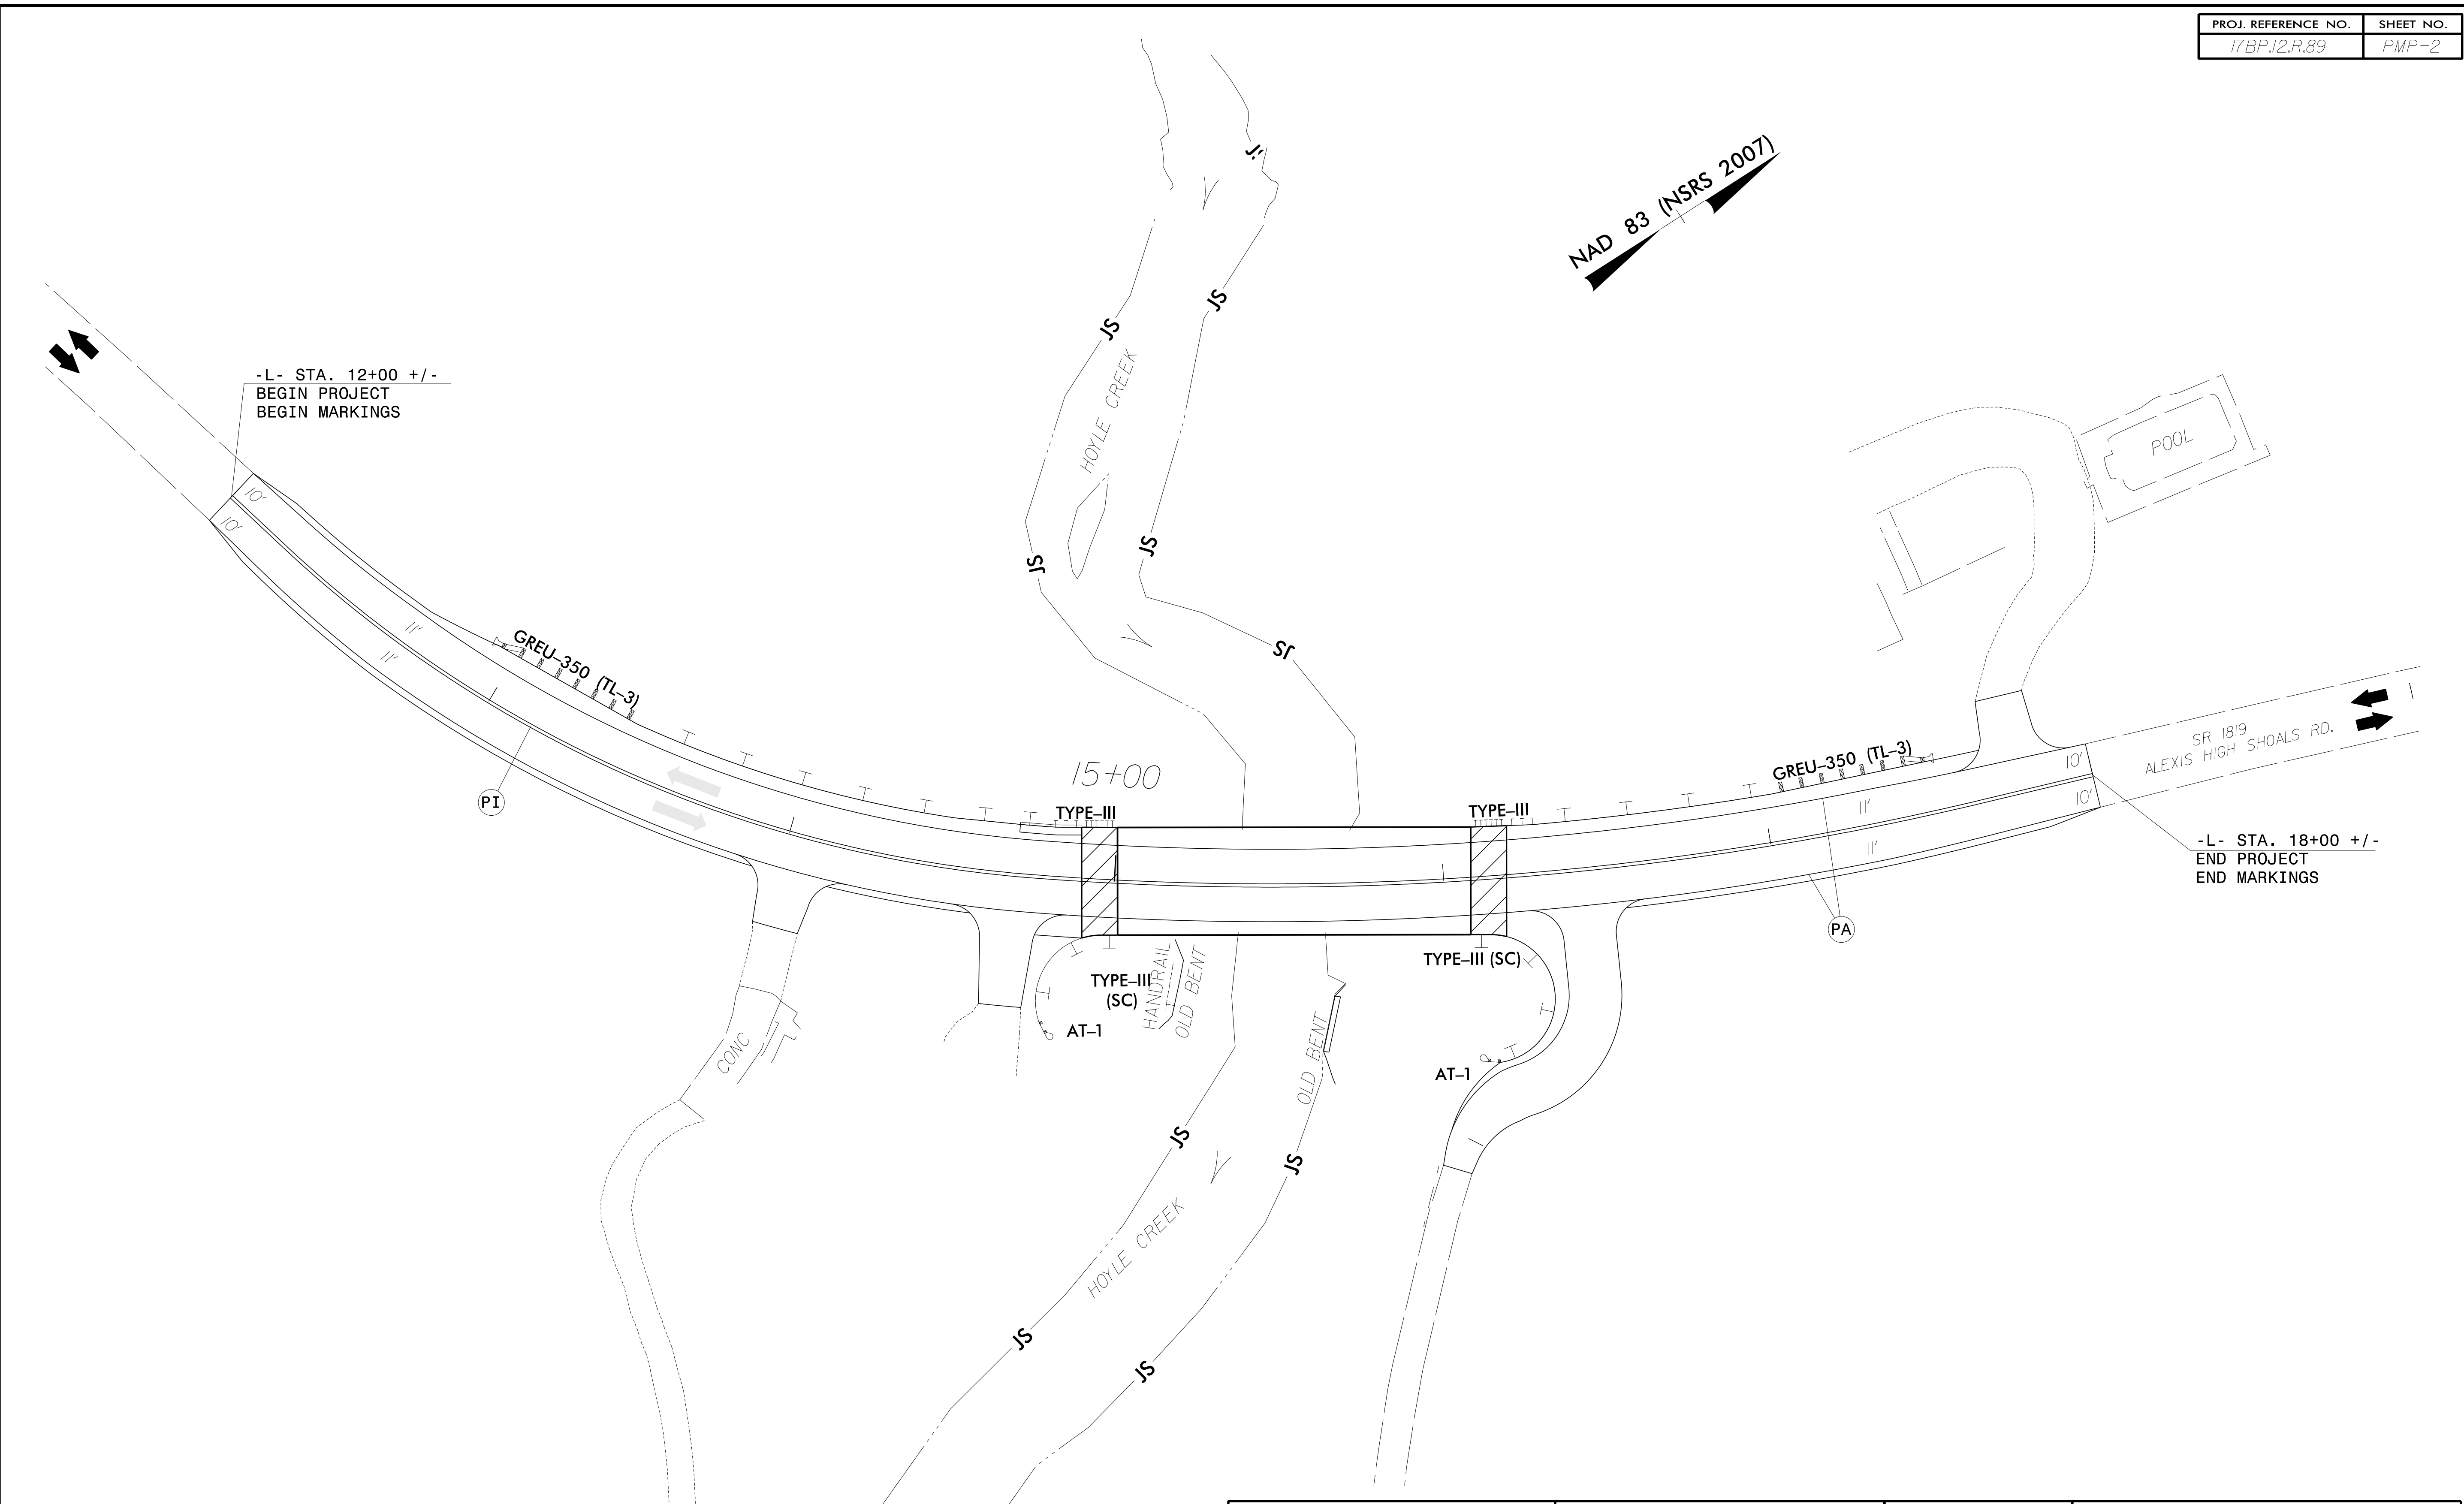 PROJ. REFERENCE NO.
SHEET NO.
17BP.12.R.89
PMP-2
NAD 83 (NSRS 2007)
JS
JS
JS
HOYLE CREEK
-L- STA. 12+00 +/-
BEGIN PROJECT
BEGIN MARKINGS
POOL
10'
10'
JS
JS
11'
11'
GREU-350 (TL-3)
JS
SR 1819
ALEXIS HIGH SHOALS RD.
15+00
GREU-350 (TL-3)
10'
10'
PI
TYPE-III
TYPE-III
11'
11'
-L- STA. 18+00 +/-
END PROJECT
END MARKINGS
PA
TYPE-III
(SC)
HANDRAIL
OLD BENT
TYPE-III (SC)
AT-1
CONC
OLD BENT
AT-1
JS
JS
HOYLE CREEK
JS
JS